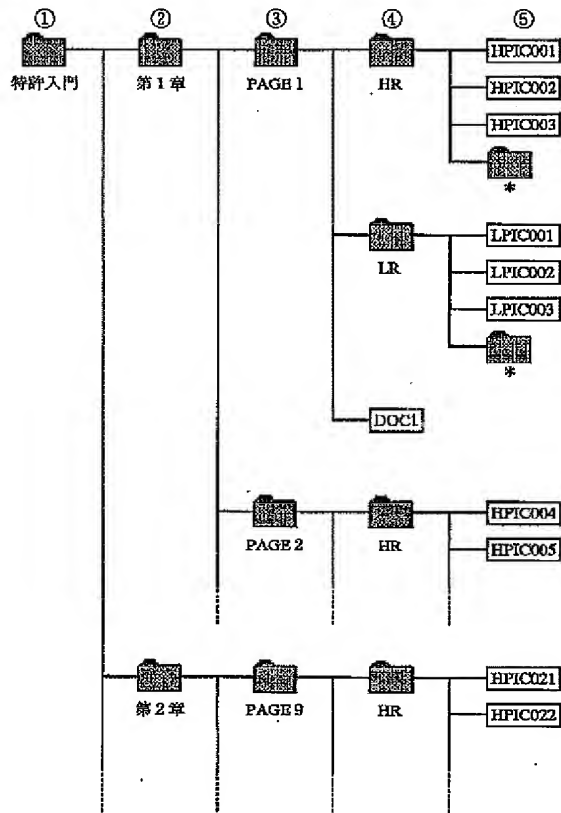 ① ② ③ ④ ⑤
HPIC001
特許入門 第1章 PAGE 1 HR
HPIC002
HPIC003
*
LPIC001
LR
LPIC002
LPIC003
*
DOC1
HPIC004
PAGE 2 HR
HPIC005
HPIC021
第2章 PAGE 9 HR
HPIC022